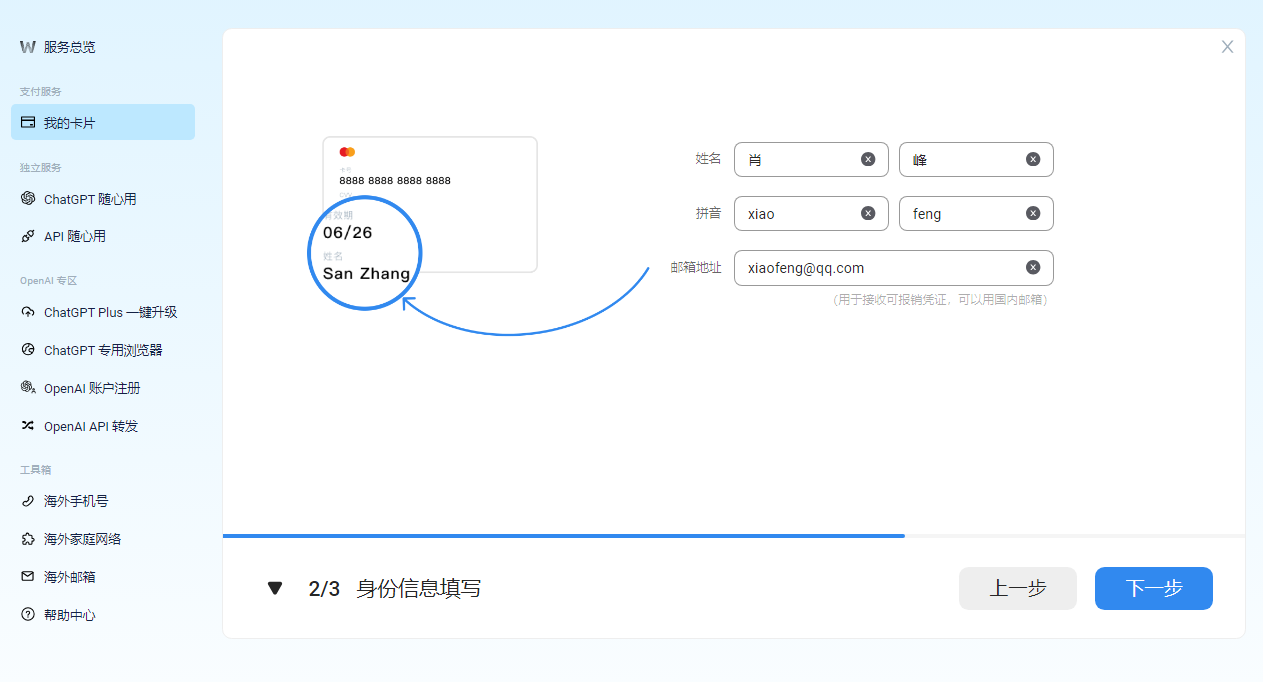 W 服务总览
支付服务
我的卡片
独立服务
ChatGPT 随心用
API 随心用
OpenAI 专区
ChatGPT Plus 一键升级
ChatGPT 专用浏览器
OpenAI 账户注册
OpenAI API 转发
工具箱
海外手机号
海外家庭网络
海外邮箱
帮助中心
卡号
8888 8888 8888 8888
CVV
有效期
06/26
姓名
San Zhang
姓名 肖 峰
拼音 xiao feng
邮箱地址 xiaofeng@qq.com
(用于接收可报销凭证，可以用国内邮箱)
2/3 身份信息填写
上一步 下一步